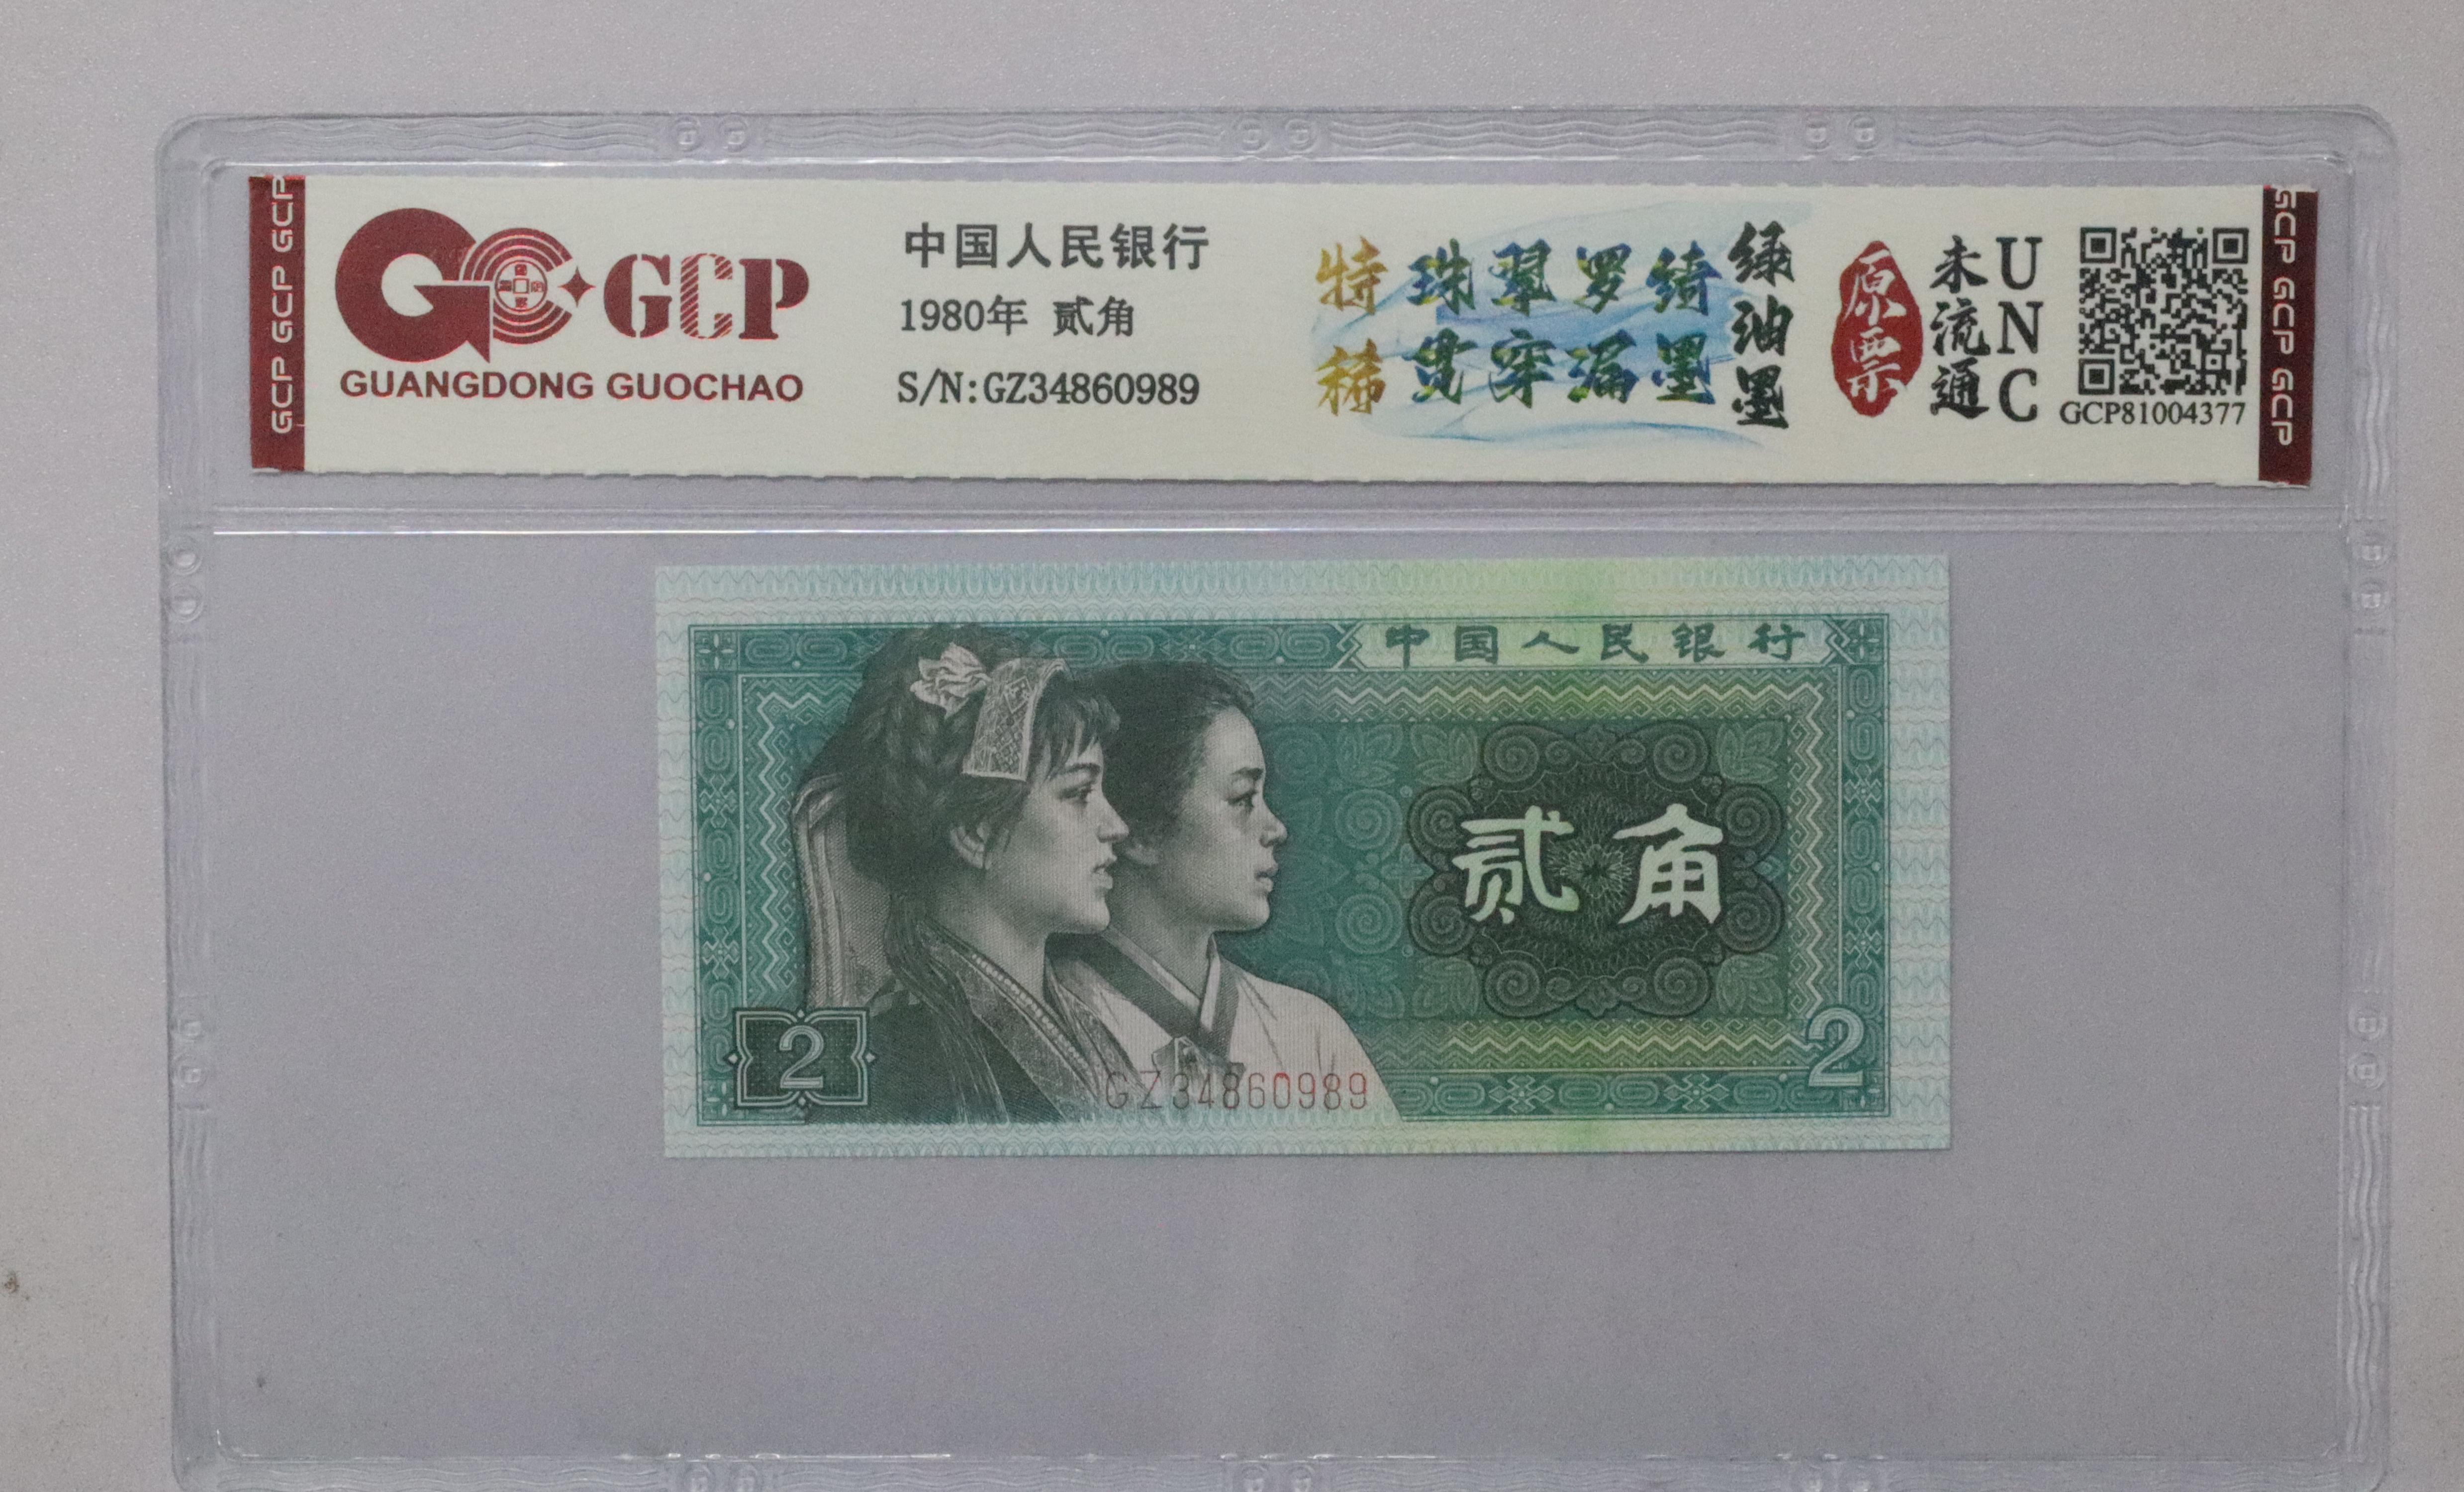 GCP GCP GCP
GCP
GUANGDONG GUOCHAO
中国人民银行
1980年 贰角
S/N:GZ34860989
特稀
珠翠罗绮
贯穿漏墨
绿油墨
原票
未流通
UNC
GCP81004377
GCP GCP GCP
中国人民银行
贰角
2
2
GZ34860989